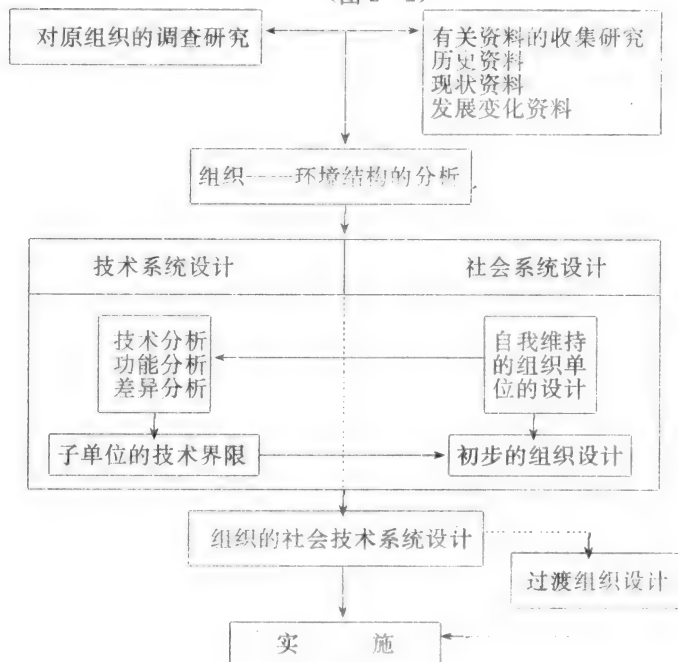 对原组织的调查研究
有关资料的收集研究
历史资料
现状资料
发展变化资料
组织——环境结构的分析
技术系统设计
社会系统设计
技术分析
功能分析
差异分析
自我维持
的组织单
位的设计
子单位的技术界限
初步的组织设计
组织的社会技术系统设计
过渡组织设计
实 施